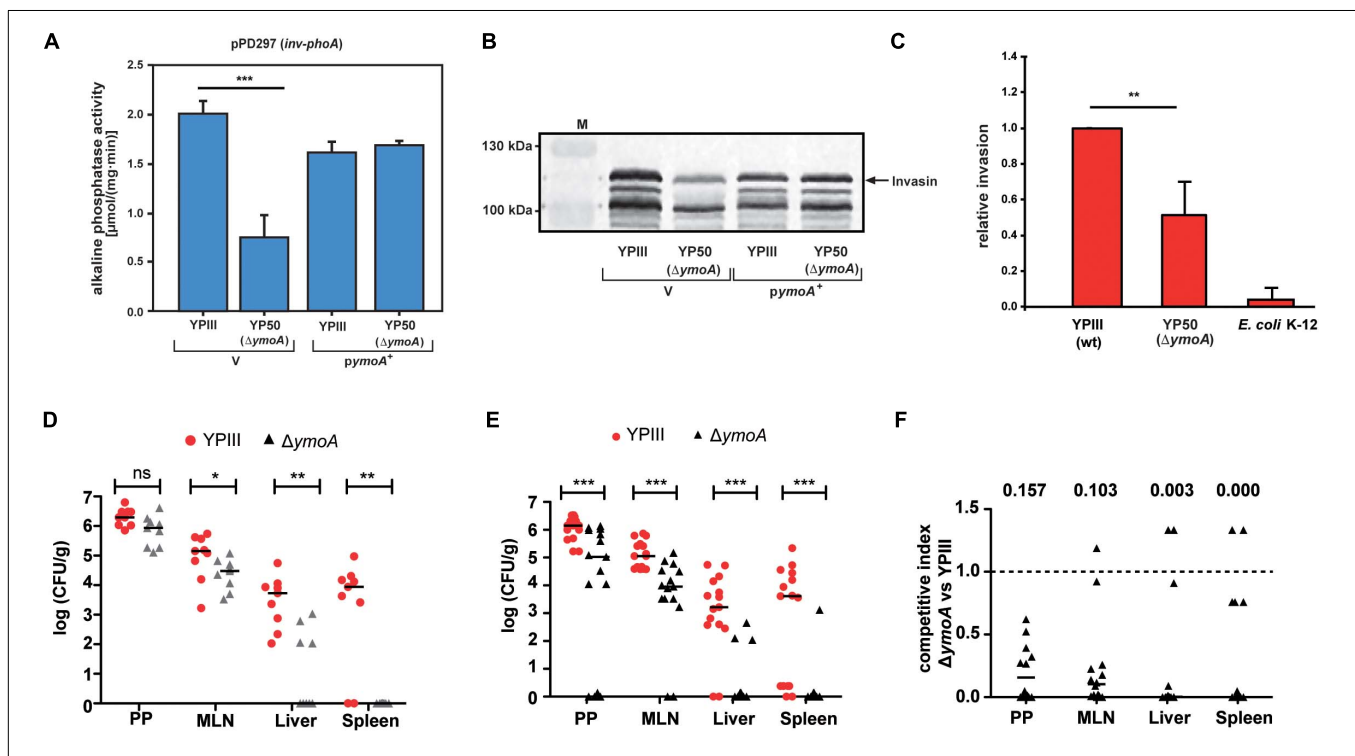 A
pPD297 (inv-phoA)
alkaline phosphatase activity
[µmol/(mg·min)]
2.5
2.0
1.5
1.0
0.5
0.0
***
YPIII
YP50
(ΔymoA)
YPIII
YP50
(ΔymoA)
V
pymoA+
B
M
130 kDa
100 kDa
Invasin
YPIII
YP50
(ΔymoA)
YPIII
YP50
(ΔymoA)
V
pymoA+
C
relative invasion
1.4
1.2
1.0
0.8
0.6
0.4
0.2
0.0
**
YPIII
(wt)
YP50
(ΔymoA)
E. coli K-12
D
YPIII ΔymoA
ns * ** **
log (CFU/g)
7
6
5
4
3
2
1
0
PP MLN Liver Spleen
E
YPIII ΔymoA
*** *** *** ***
log (CFU/g)
7
6
5
4
3
2
1
0
PP MLN Liver Spleen
F
0.157 0.103 0.003 0.000
competitive index
ΔymoA vs YPIII
1.5
1.0
0.5
0.0
PP MLN Liver Spleen